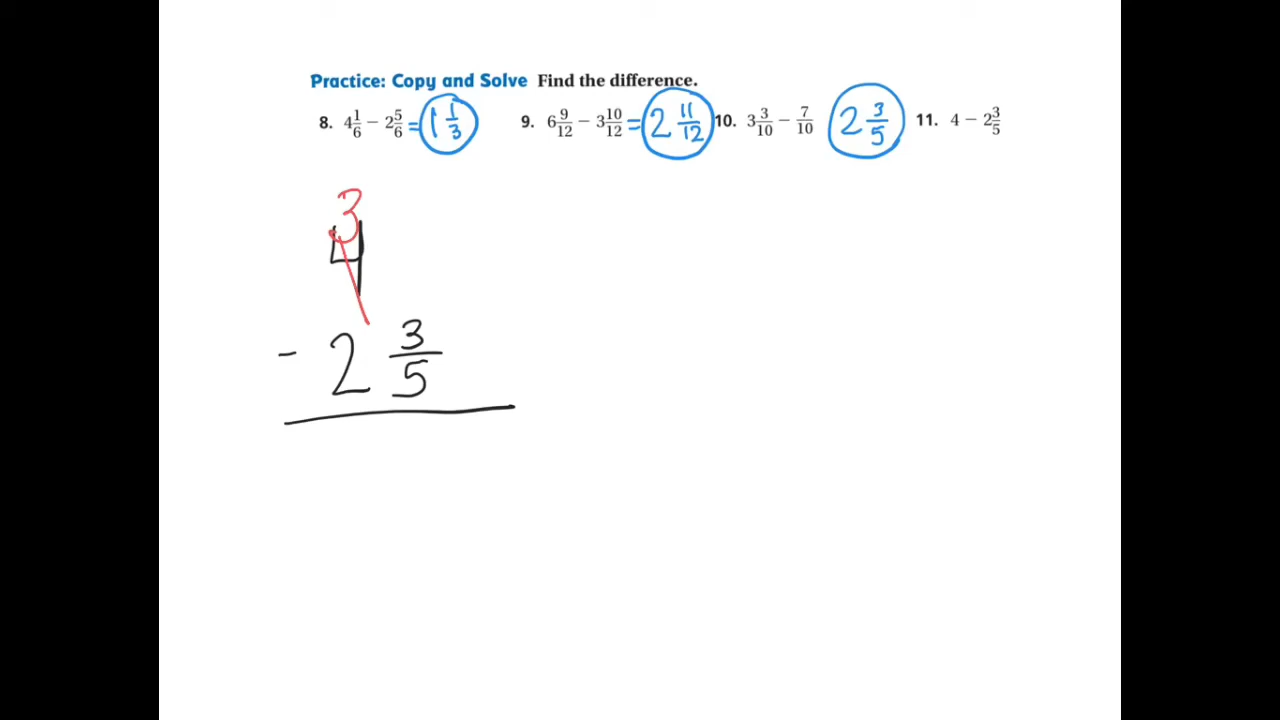 Practice: Copy and Solve Find the difference.
8. 4 1/6 − 2 5/6 = 1 1/3 9. 6 9/12 − 3 10/12 = 2 11/12 10. 3 3/10 − 7/10 2 3/5 11. 4 − 2 3/5
3
4
- 2 3/5